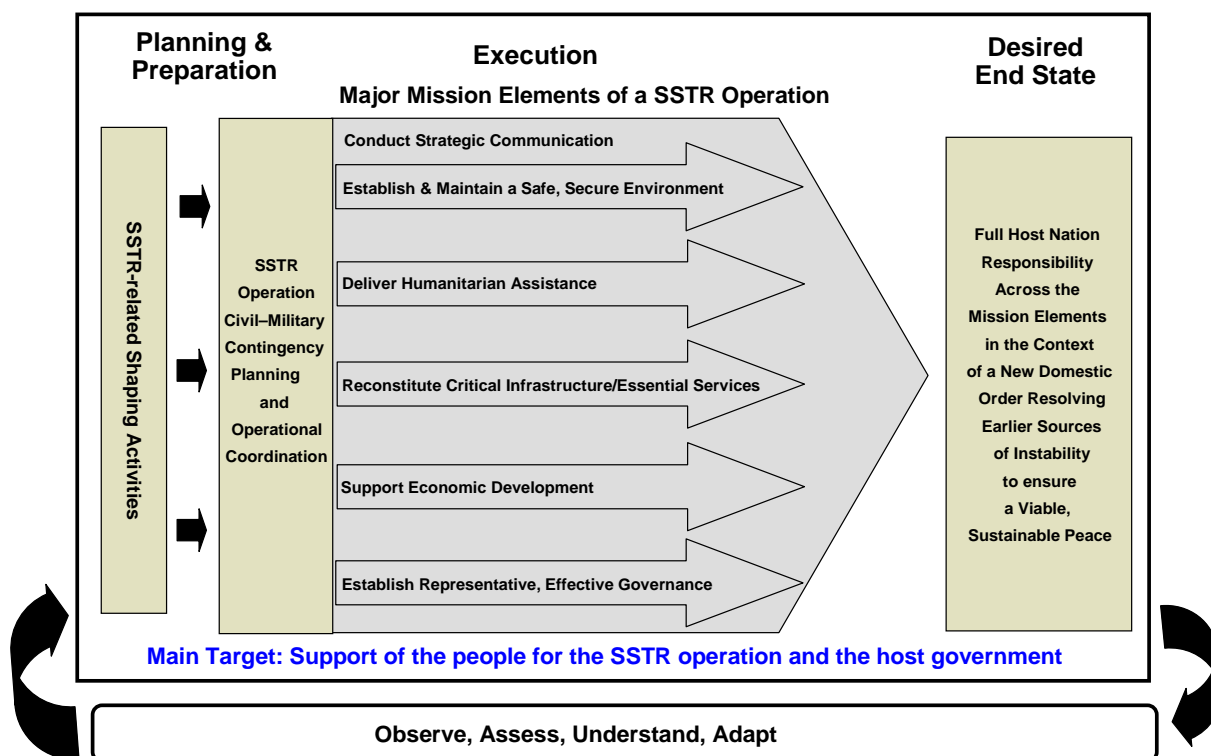 Planning &
Preparation
Execution
Major Mission Elements of a SSTR Operation
Desired
End State
SSTR-related Shaping Activities
SSTR
Operation
Civil–Military
Contingency
Planning
and
Operational
Coordination
Conduct Strategic Communication
Establish & Maintain a Safe, Secure Environment
Deliver Humanitarian Assistance
Reconstitute Critical Infrastructure/Essential Services
Support Economic Development
Establish Representative, Effective Governance
Full Host Nation
Responsibility
Across the
Mission Elements
in the Context
of a New Domestic
Order Resolving
Earlier Sources
of Instability
to ensure
a Viable,
Sustainable Peace
Main Target: Support of the people for the SSTR operation and the host government
Observe, Assess, Understand, Adapt